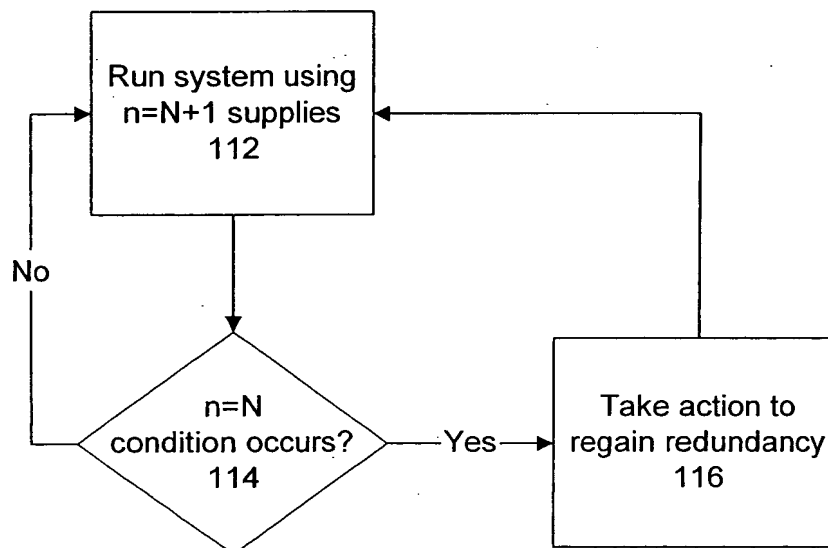 Run system using
n=N+1 supplies
112
No
n=N
condition occurs?
114
Yes
Take action to
regain redundancy
116